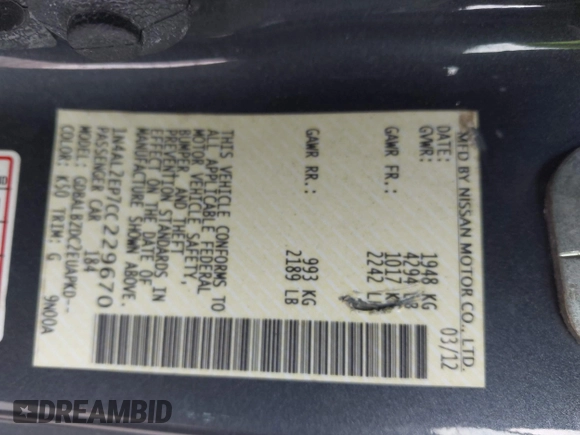 MFD BY NISSAN MOTOR CO., LTD.
DATE: 03/12
GVWR: 1948 KG
4294 LB
GAWR FR.: 1017 KG
2242 LB
GAWR RR.: 993 KG
2189 LB
THIS VEHICLE CONFORMS TO
ALL APPLICABLE FEDERAL
MOTOR VEHICLE SAFETY,
BUMPER, AND THEFT
PREVENTION STANDARDS IN
EFFECT ON THE DATE OF
MANUFACTURE SHOWN ABOVE.
1N4AL2EP7CC229670
PASSENGER CAR 184
MODEL: GDBALBZDC2EUAPKD--
COLOR: K50 TRIM: G 9N00A
DREAMBID